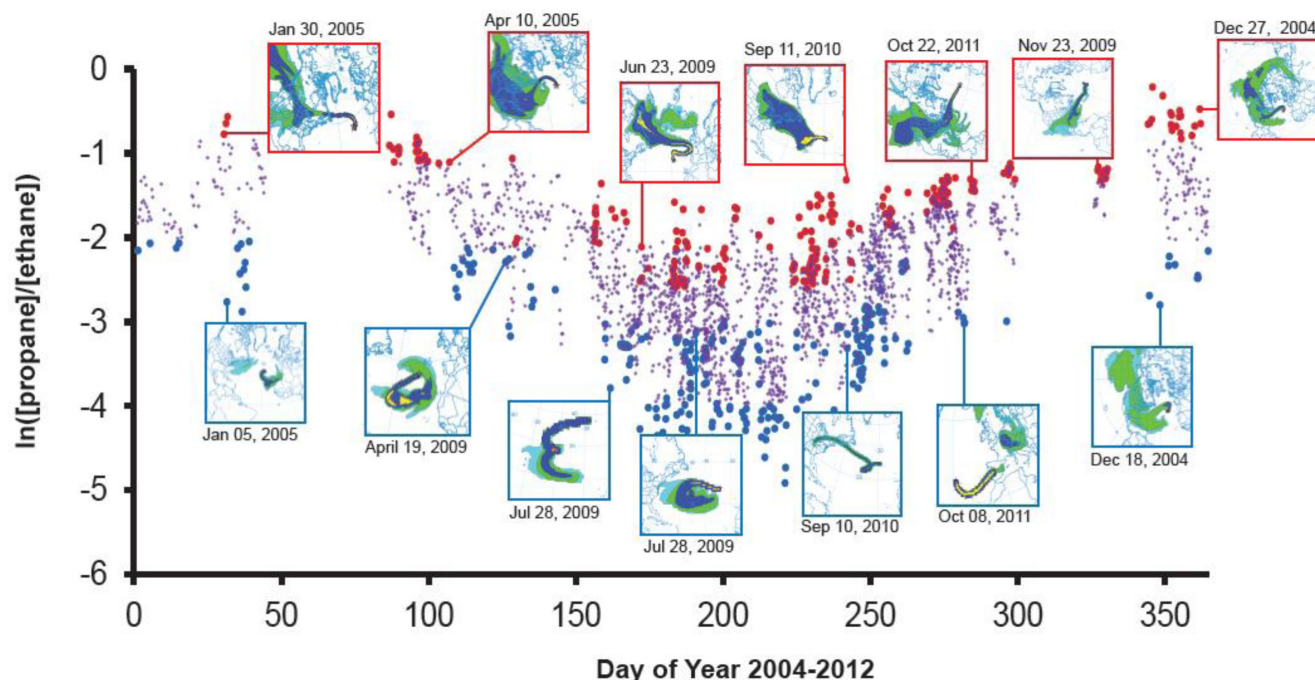 Jan 30, 2005
Apr 10, 2005
Jun 23, 2009
Sep 11, 2010
Oct 22, 2011
Nov 23, 2009
Dec 27, 2004
0
-1
-2
-3
-4
-5
-6
ln([propane]/[ethane])
Jan 05, 2005
April 19, 2009
Jul 28, 2009
Jul 28, 2009
Sep 10, 2010
Oct 08, 2011
Dec 18, 2004
0 50 100 150 200 250 300 350
Day of Year 2004-2012